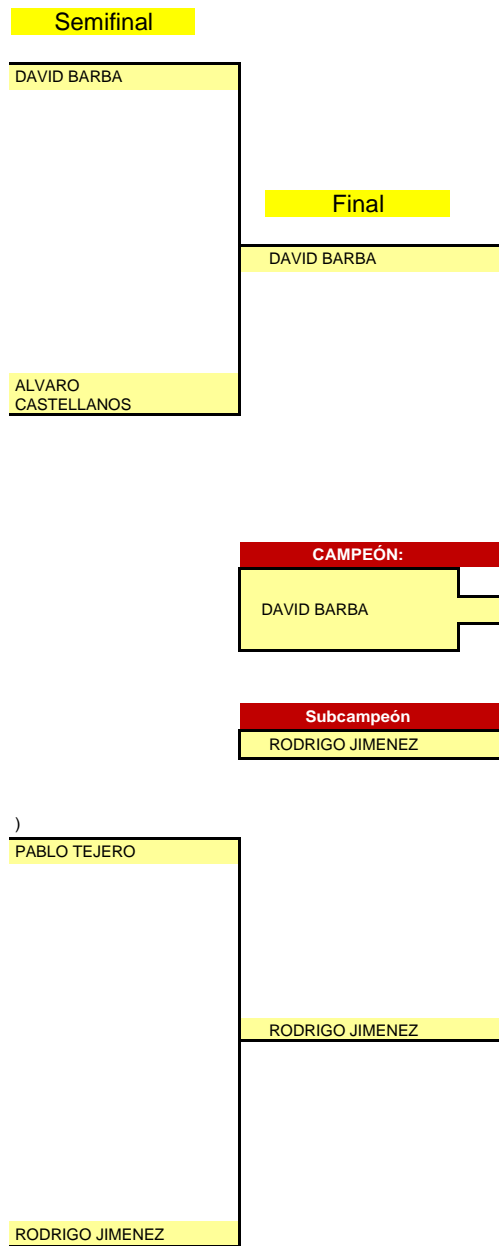 Semifinal
DAVID BARBA
Final
DAVID BARBA
ALVARO
CASTELLANOS
CAMPEÓN:
DAVID BARBA
Subcampeón
RODRIGO JIMENEZ
)
PABLO TEJERO
RODRIGO JIMENEZ
RODRIGO JIMENEZ